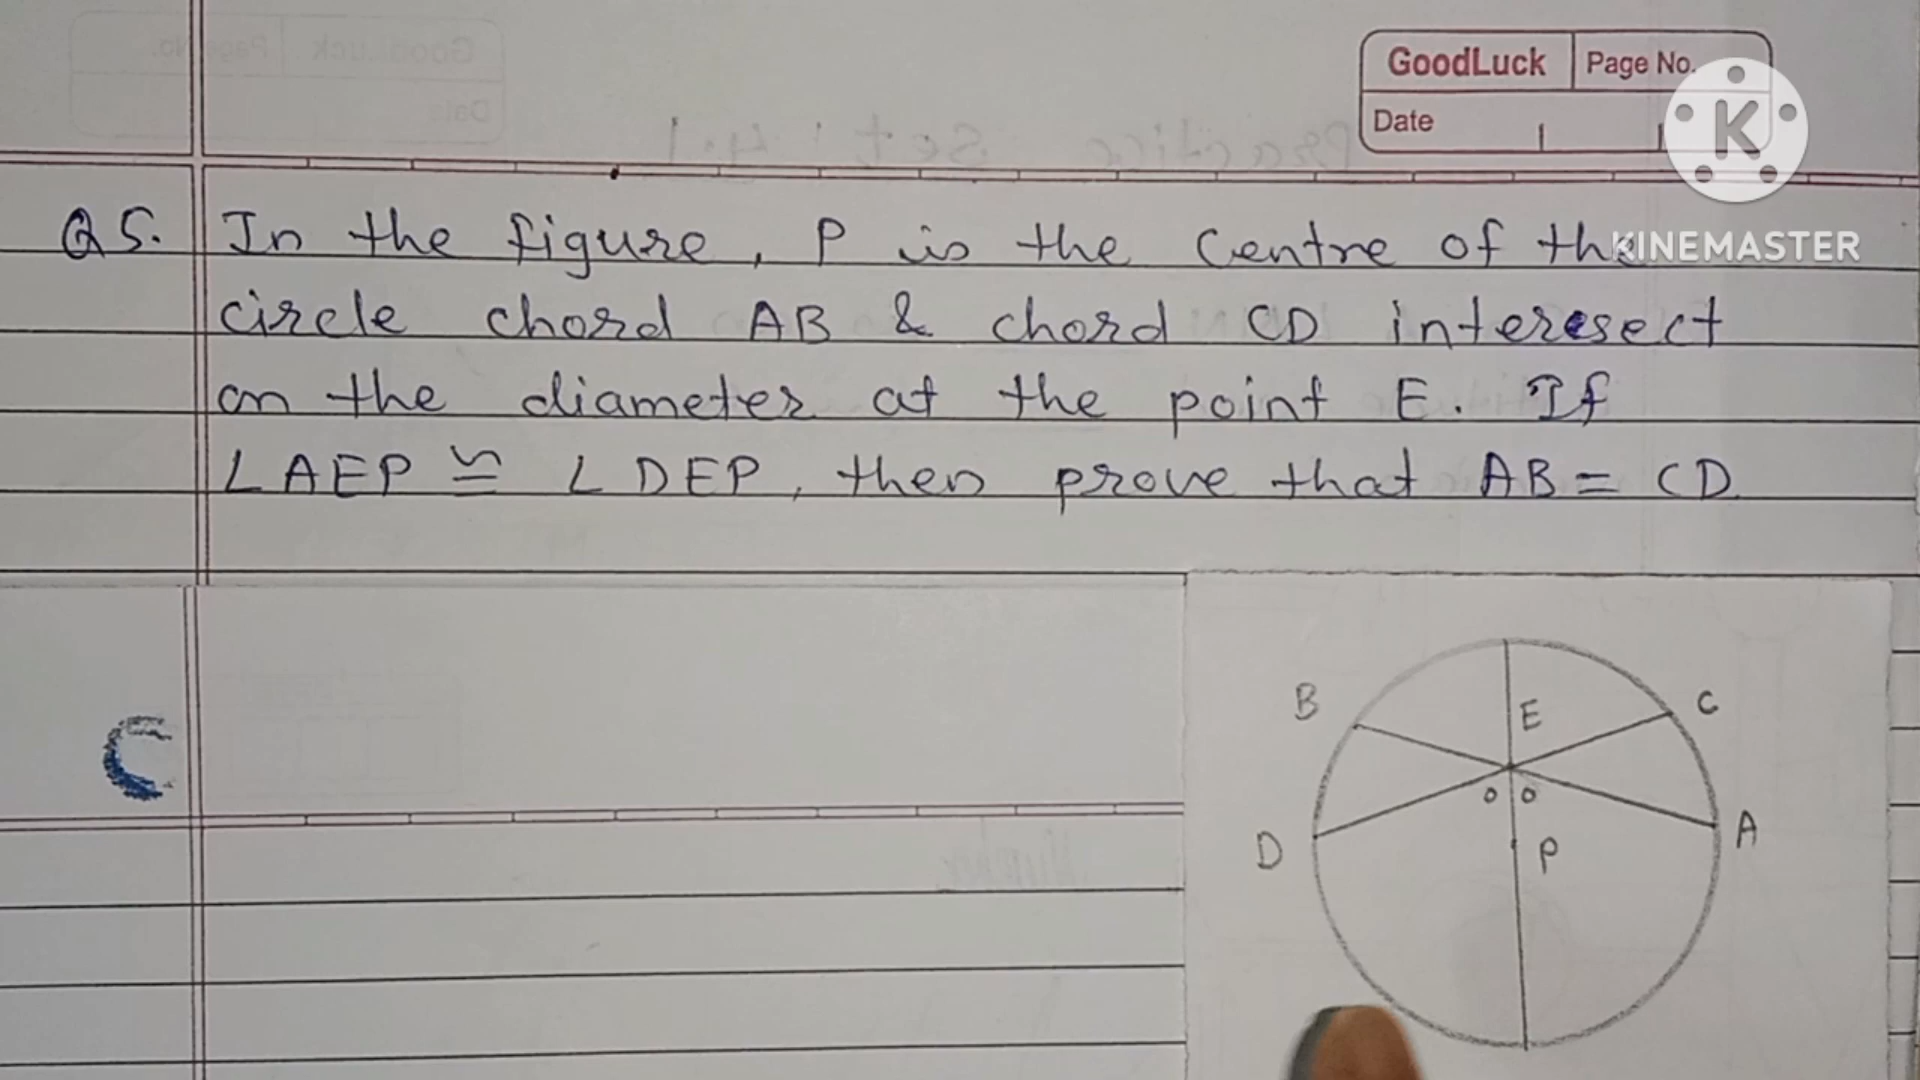 GoodLuck Page No.
Date
K
KINEMASTER
Q5. In the figure, P is the centre of the
circle chord AB & chord CD interesect
on the diameter at the point E. If
∠AEP ≅ ∠DEP, then prove that AB = CD
B
E
C
D
A
P